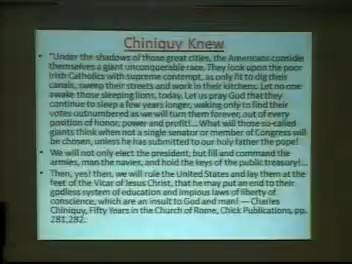 Chiniquy Knew
• "Under the shadows of those great cities, the Americans consider
themselves a giant unconquerable race. They look upon the poor
Irish Catholics with supreme contempt, as only fit to dig their
canals, sweep their streets and work in their kitchens. Let no one
awake those sleeping lions, today. Let us pray God that they
continue to sleep a few years longer, waking only to find their
votes outnumbered as we will turn them forever, out of every
position of honor, power and profit!... What will those so-called
giants think when not a single senator or member of Congress will
be chosen, unless he has submitted to our holy father the pope!
• We will not only elect the president, but fill and command the
armies, man the navies, and hold the keys of the public treasury!...
• Then, yes! then, we will rule the United States and lay them at the
feet of the Vicar of Jesus Christ, that he may put an end to their
godless system of education and impious laws of liberty of
conscience, which are an insult to God and man! — Charles
Chiniquy, Fifty Years in the Church of Rome, Chick Publications, pp.
281,282.